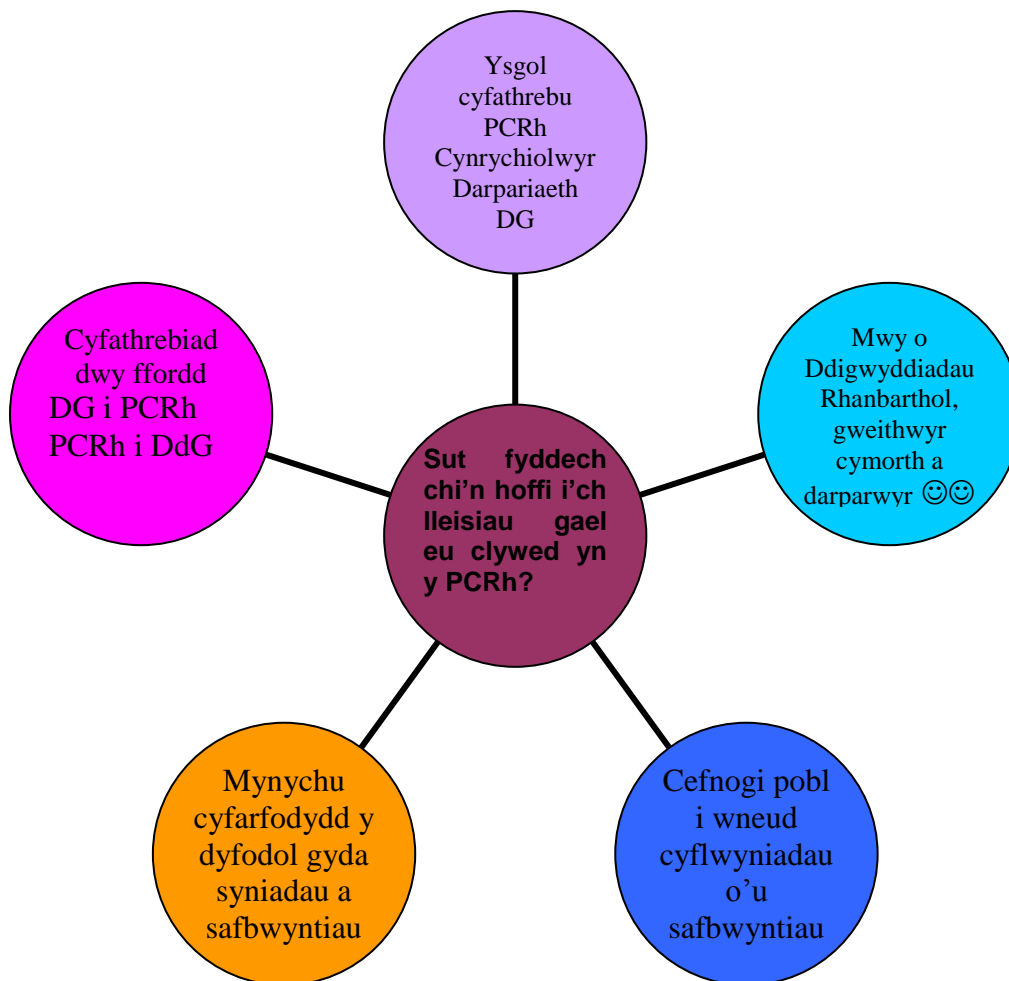 Ysgol
cyfathrebu
PCRh
Cynrychiolwyr
Darpariaeth
DG
Cyfathrebiad
dwy ffordd
DG i PCRh
PCRh i DdG
Mwy o
Ddigwyddiadau
Rhanbarthol,
gweithwyr
cymorth a
darparwyr ☺☺
Sut fyddech
chi’n hoffi i’ch
lleisiau gael
eu clywed yn
y PCRh?
Mynychu
cyfarfodydd y
dyfodol gyda
syniadau a
safbwyntiau
Cefnogi pobl
i wneud
cyflwyniadau
o’u
safbwyntiau